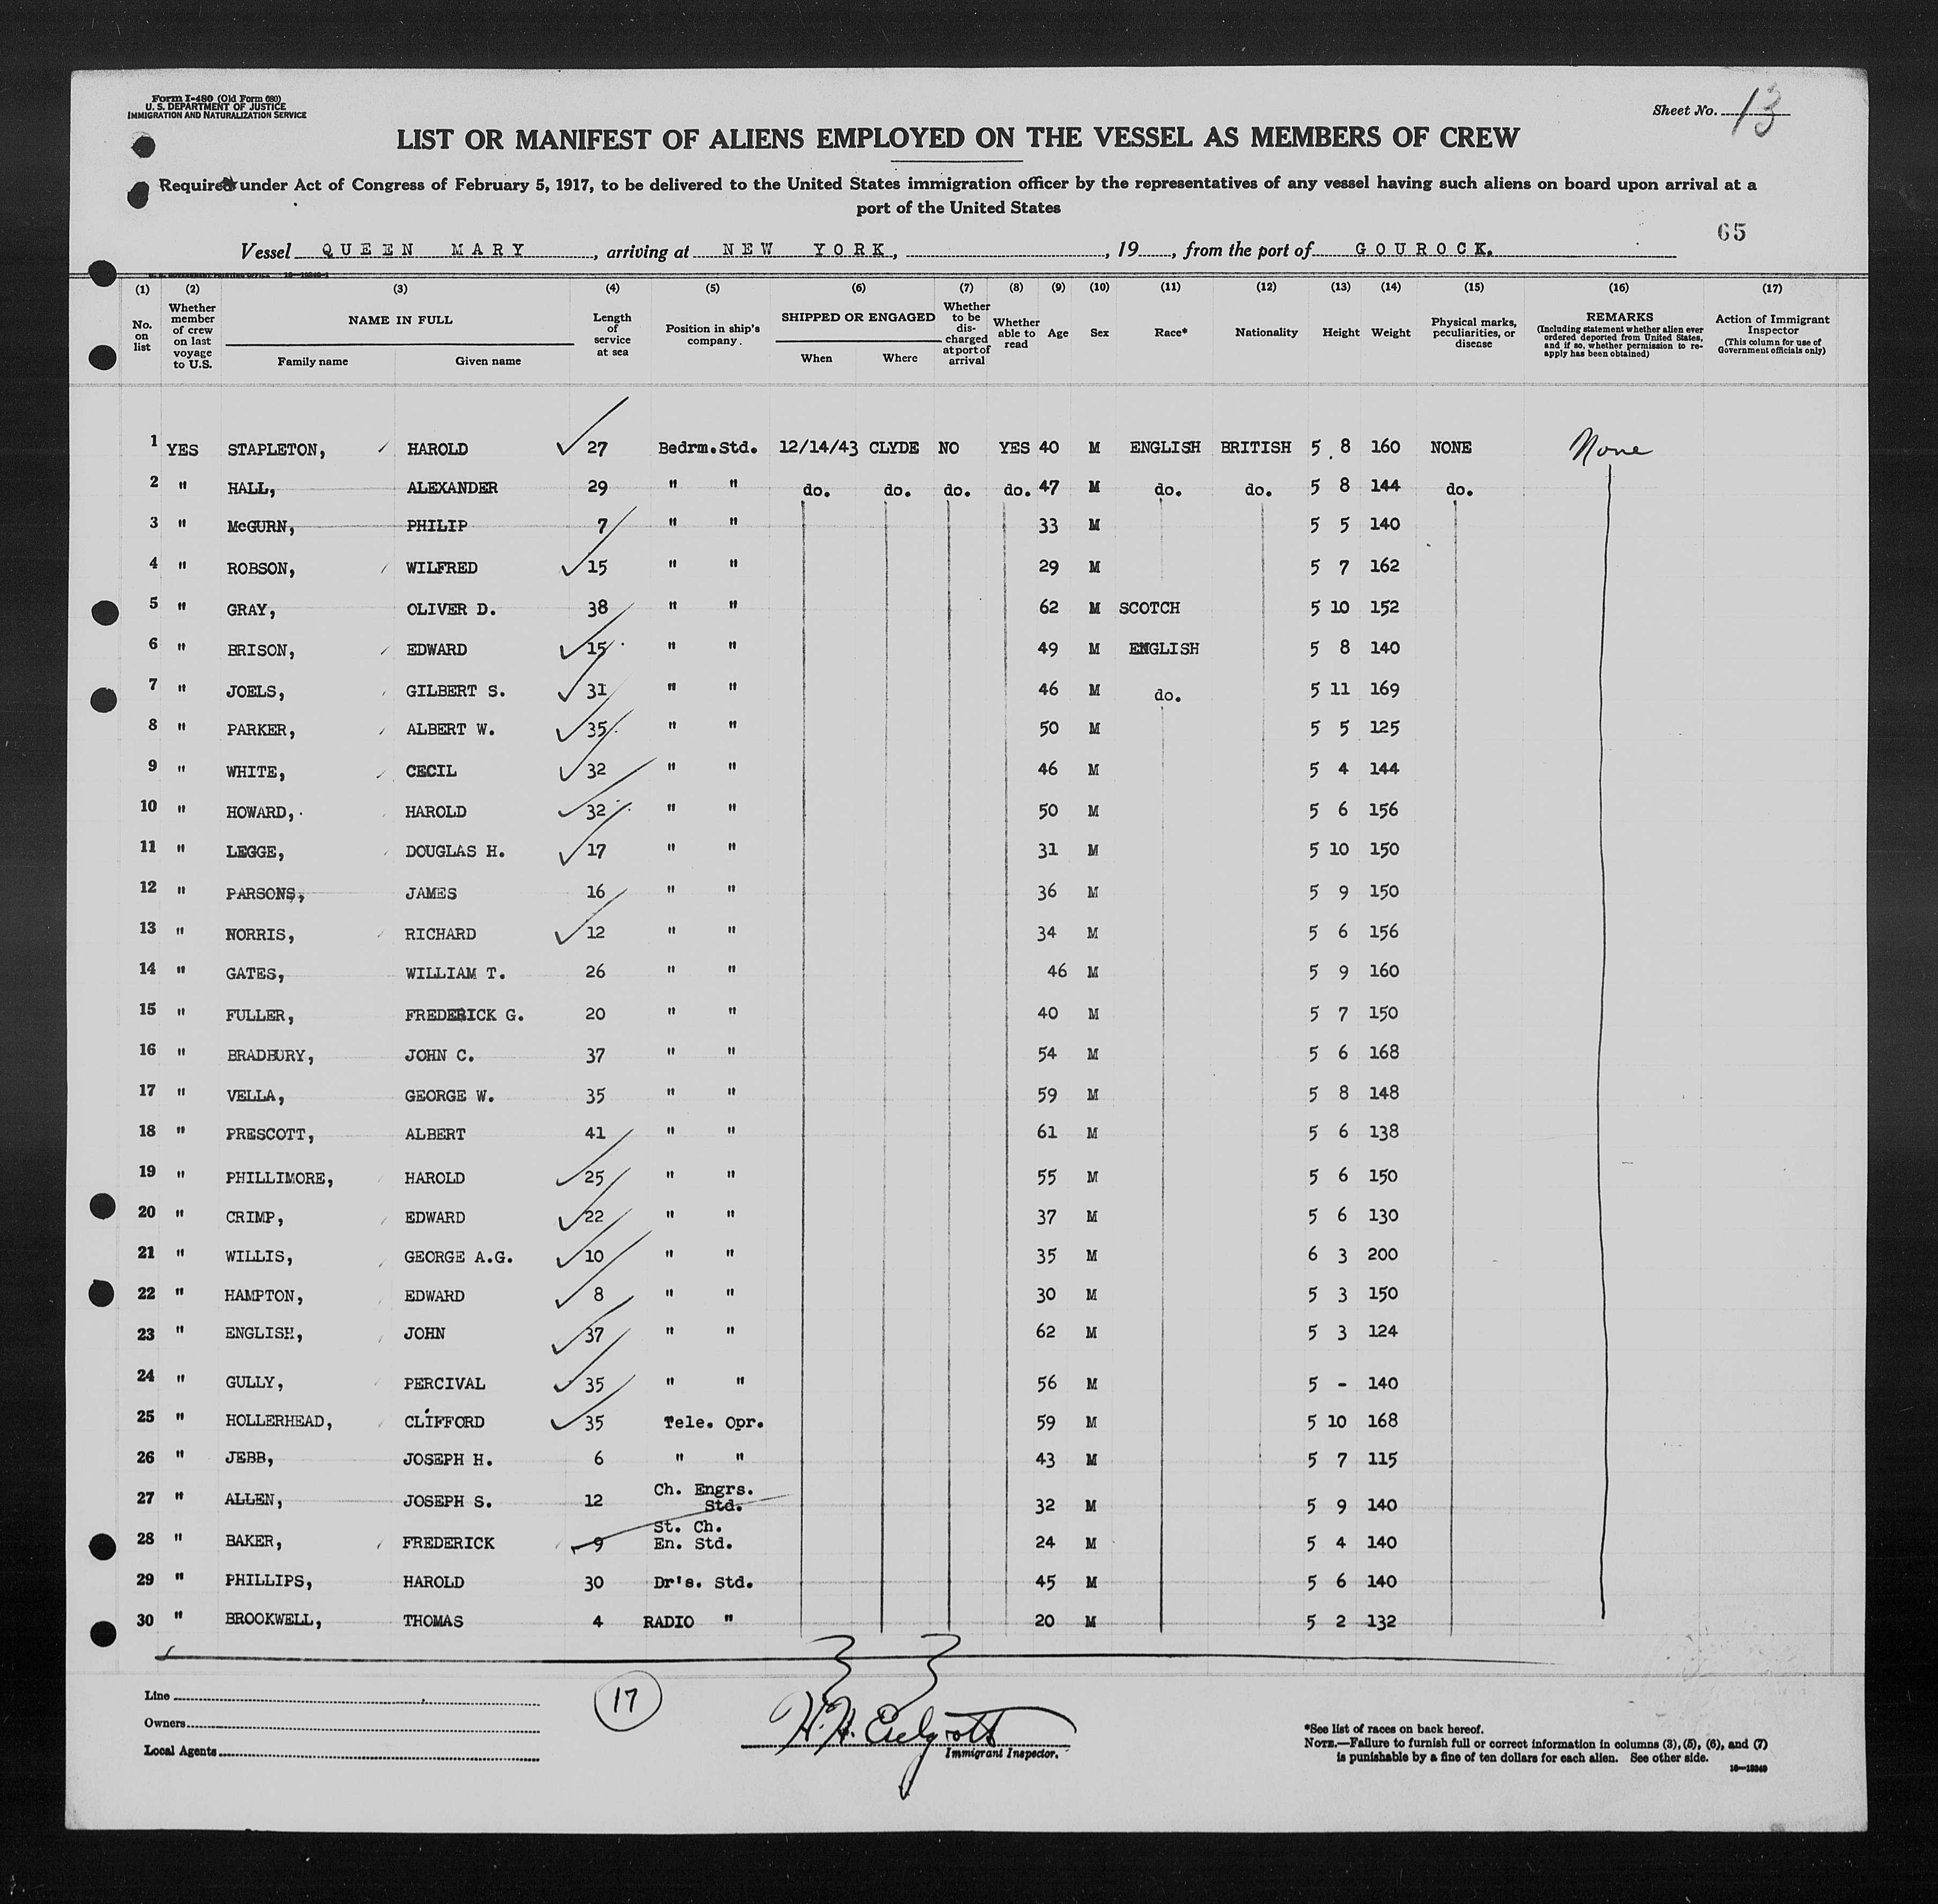 Form I-480 (Old Form 680)
U. S. DEPARTMENT OF JUSTICE
IMMIGRATION AND NATURALIZATION SERVICE
Sheet No. 13
LIST OR MANIFEST OF ALIENS EMPLOYED ON THE VESSEL AS MEMBERS OF CREW
Required under Act of Congress of February 5, 1917, to be delivered to the United States immigration officer by the representatives of any vessel having such aliens on board upon arrival at a
port of the United States
65
Vessel QUEEN MARY, arriving at NEW YORK, , 19 , from the port of GOUROCK.
(1) (2) (3) (4) (5) (6) (7) (8) (9) (10) (11) (12) (13) (14) (15) (16) (17)
No. on list
Whether member of crew on last voyage to U.S.
NAME IN FULL
Family name Given name
Length of service at sea
Position in ship's company.
SHIPPED OR ENGAGED
When Where
Whether to be discharged at port of arrival
Whether able to read
Age
Sex
Race*
Nationality
Height
Weight
Physical marks, peculiarities, or disease
REMARKS
(Including statement whether alien ever ordered deported from United States, and if so, whether permission to re-apply has been obtained)
Action of Immigrant Inspector
(This column for use of Government officials only)
1 YES STAPLETON, HAROLD 27 Bedrm.Std. 12/14/43 CLYDE NO YES 40 M ENGLISH BRITISH 5 8 160 NONE None
2 " HALL, ALEXANDER 29 " " do. do. do. do. 47 M do. do. 5 8 144 do.
3 " McGURN, PHILIP 7 " " 33 M 5 5 140
4 " ROBSON, WILFRED 15 " " 29 M 5 7 162
5 " GRAY, OLIVER D. 38 " " 62 M SCOTCH 5 10 152
6 " BRISON, EDWARD 15 " " 49 M ENGLISH 5 8 140
7 " JOELS, GILBERT S. 31 " " 46 M do. 5 11 169
8 " PARKER, ALBERT W. 35 " " 50 M 5 5 125
9 " WHITE, CECIL 32 " " 46 M 5 4 144
10 " HOWARD, HAROLD 32 " " 50 M 5 6 156
11 " LEGGE, DOUGLAS H. 17 " " 31 M 5 10 150
12 " PARSONS, JAMES 16 " " 36 M 5 9 150
13 " NORRIS, RICHARD 12 " " 34 M 5 6 156
14 " GATES, WILLIAM T. 26 " " 46 M 5 9 160
15 " FULLER, FREDERICK G. 20 " " 40 M 5 7 150
16 " BRADBURY, JOHN C. 37 " " 54 M 5 6 168
17 " VELLA, GEORGE W. 35 " " 59 M 5 8 148
18 " PRESCOTT, ALBERT 41 " " 61 M 5 6 138
19 " PHILLIMORE, HAROLD 25 " " 55 M 5 6 150
20 " CRIMP, EDWARD 22 " " 37 M 5 6 130
21 " WILLIS, GEORGE A.G. 10 " " 35 M 6 3 200
22 " HAMPTON, EDWARD 8 " " 30 M 5 3 150
23 " ENGLISH, JOHN 37 " " 62 M 5 3 124
24 " GULLY, PERCIVAL 35 " " 56 M 5 - 140
25 " HOLLERHEAD, CLIFFORD 35 Tele. Opr. 59 M 5 10 168
26 " JEBB, JOSEPH H. 6 " " 43 M 5 7 115
27 " ALLEN, JOSEPH S. 12 Ch. Engrs. Std. 32 M 5 9 140
28 " BAKER, FREDERICK 9 St. Ch. En. Std. 24 M 5 4 140
29 " PHILLIPS, HAROLD 30 Dr's. Std. 45 M 5 6 140
30 " BROOKWELL, THOMAS 4 RADIO " 20 M 5 2 132
Line
Owners
Local Agents
17
Immigrant Inspector.
*See list of races on back hereof.
NOTE.—Failure to furnish full or correct information in columns (3), (5), (6), and (7)
is punishable by a fine of ten dollars for each alien. See other side.